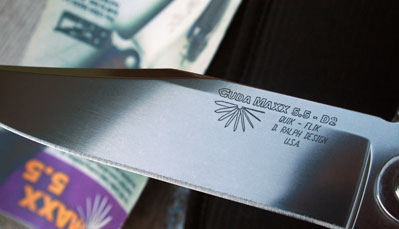 CUDA MAXX 5.5 - D2
QUIK - FLIK
D. RALPH DESIGN
U.S.A.
MAXX
5.5